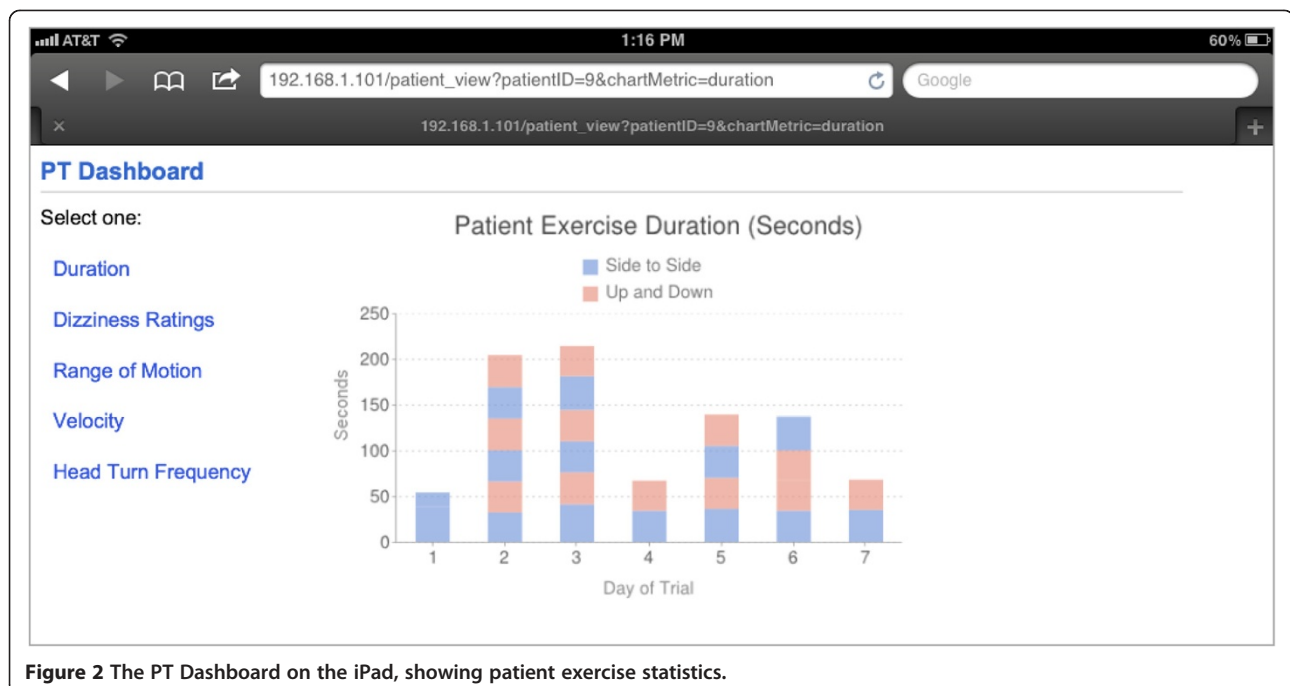 AT&T
1:16 PM
60%
192.168.1.101/patient_view?patientID=9&chartMetric=duration
Google
192.168.1.101/patient_view?patientID=9&chartMetric=duration
PT Dashboard
Select one:
Duration
Dizziness Ratings
Range of Motion
Velocity
Head Turn Frequency
Patient Exercise Duration (Seconds)
Side to Side
Up and Down
Seconds
250
200
150
100
50
0
1 2 3 4 5 6 7
Day of Trial
Figure 2 The PT Dashboard on the iPad, showing patient exercise statistics.